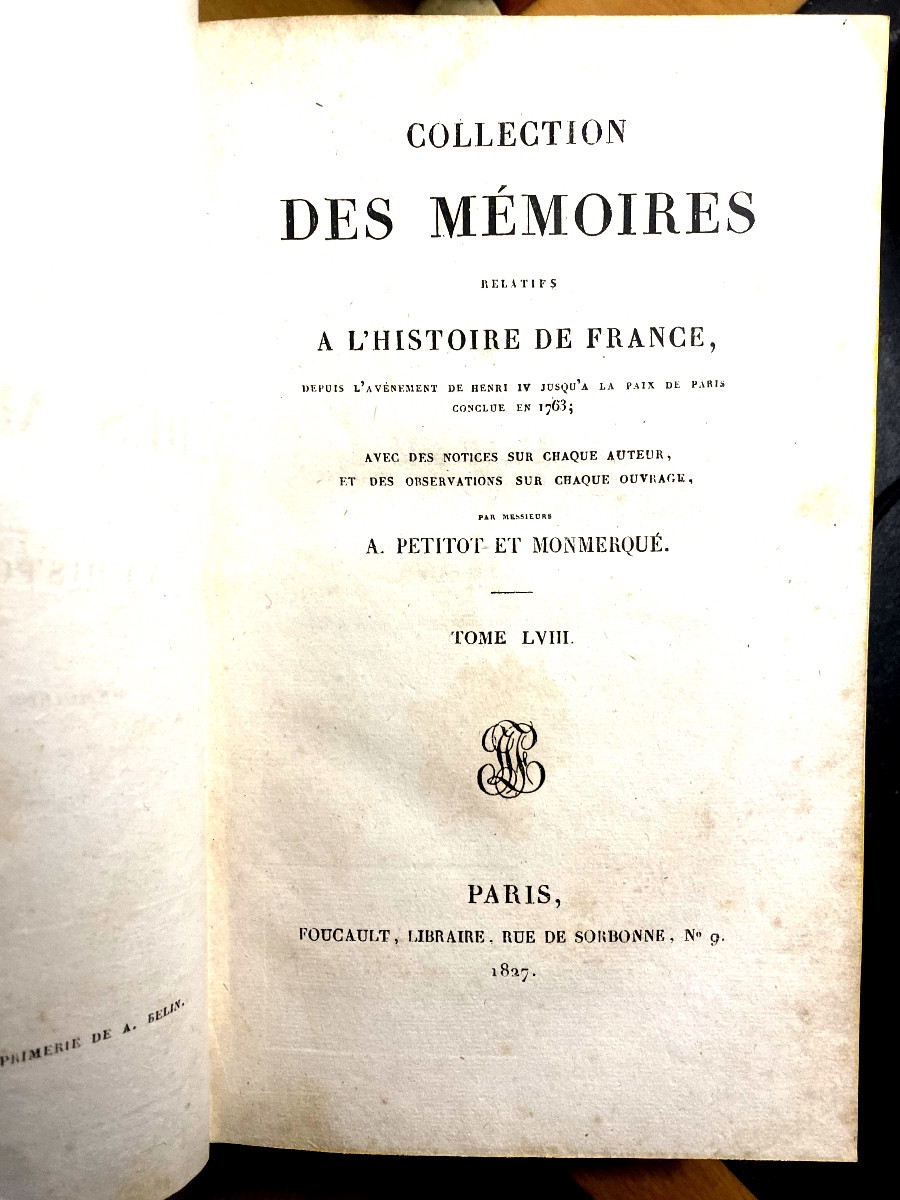 COLLECTION
DES MÉMOIRES
RELATIFS
A L'HISTOIRE DE FRANCE,
DEPUIS L'AVÉNEMENT DE HENRI IV JUSQU'A LA PAIX DE PARIS
CONCLUE EN 1763;
AVEC DES NOTICES SUR CHAQUE AUTEUR,
ET DES OBSERVATIONS SUR CHAQUE OUVRAGE,
PAR MESSIEURS
A. PETITOT ET MONMERQUÉ.
TOME LVIII.
PARIS,
FOUCAULT, LIBRAIRE, RUE DE SORBONNE, No 9.
1827.
PRIMERIE DE A. BELIN.